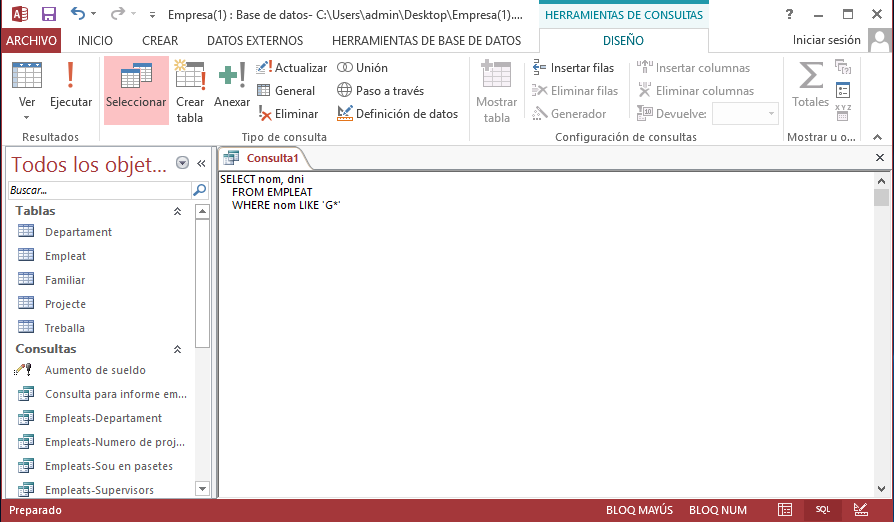 Empresa(1) : Base de datos- C:\Users\admin\Desktop\Empresa(1)....
HERRAMIENTAS DE CONSULTAS
?
ARCHIVO
INICIO
CREAR
DATOS EXTERNOS
HERRAMIENTAS DE BASE DE DATOS
DISEÑO
Iniciar sesión
Ver
Ejecutar
Resultados
Seleccionar
Crear
tabla
Anexar
Actualizar
General
Eliminar
Unión
Paso a través
Definición de datos
Tipo de consulta
Mostrar
tabla
Insertar filas
Eliminar filas
Generador
Insertar columnas
Eliminar columnas
Devuelve:
Configuración de consultas
Totales
[?]
XYZ
Mostrar u o...
Todos los objet... «
Buscar...
Tablas
Departament
Empleat
Familiar
Projecte
Treballa
Consultas
Aumento de sueldo
Consulta para informe em...
Empleats-Departament
Empleats-Numero de proj...
Empleats-Sou en pasetes
Empleats-Supervisors
Consulta1
SELECT nom, dni
FROM EMPLEAT
WHERE nom LIKE 'G*'
Preparado
BLOQ MAYÚS
BLOQ NUM
SQL